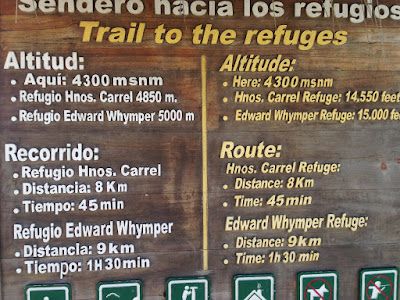 Sendero hacia los refugios
Trail to the refuges
Altitud:
• Aquí: 4300 msnm
• Refugio Hnos. Carrel 4850 m.
• Refugio Edward Whymper 5000 m
Recorrido:
• Refugio Hnos. Carrel
• Distancia: 8 Km
• Tiempo: 45 min
Refugio Edward Whymper
• Distancia: 9 km
• Tiempo: 1H 30 min
Altitude:
• Here: 4300 msnm
• Hnos. Carrel Refuge: 14,550 feet
• Edward Whymper Refuge: 15,000 fee
Route:
Hnos. Carrel Refuge:
• Distance: 8 Km
• Time: 45 min
Edward Whymper Refuge:
• Distance: 9 km
• Time: 1h 30 min